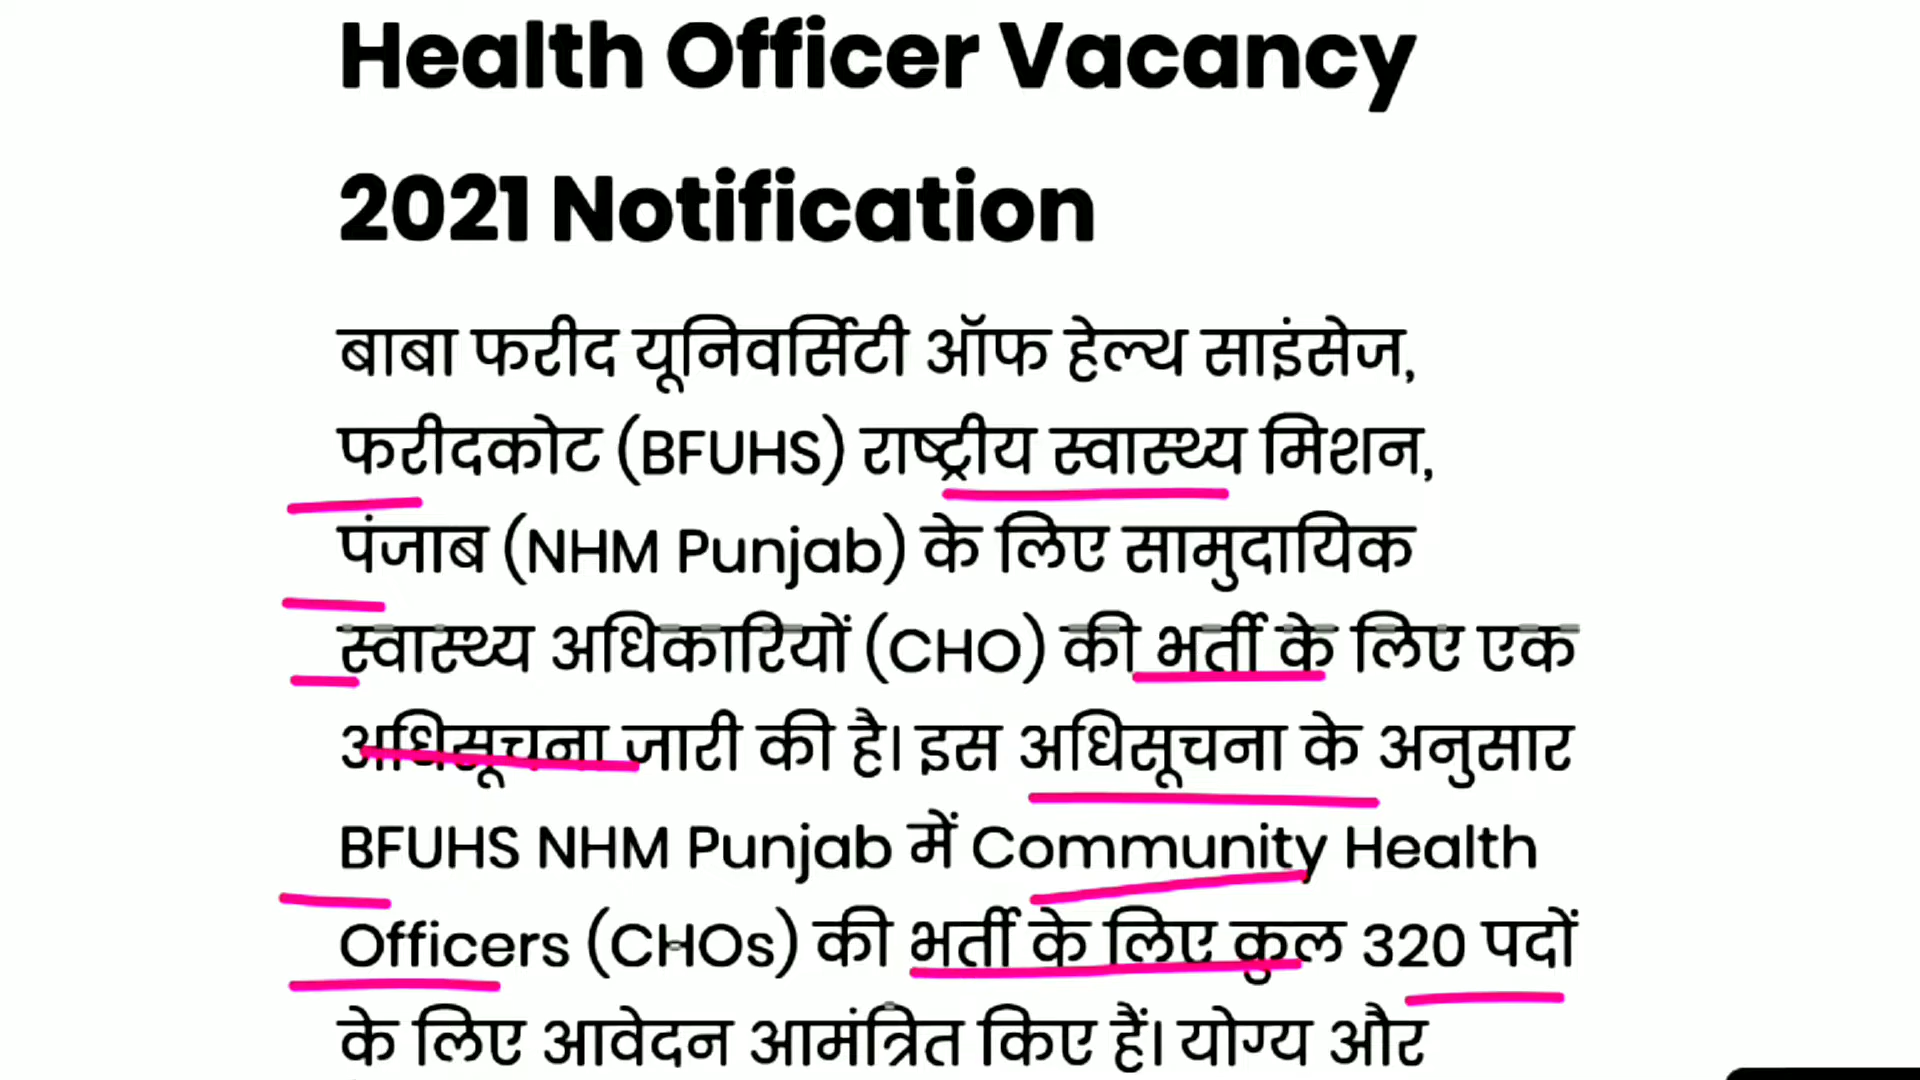 Health Officer Vacancy
2021 Notification
बाबा फरीद यूनिवर्सिटी ऑफ हेल्थ साइंसेज,
फरीदकोट (BFUHS) राष्ट्रीय स्वास्थ्य मिशन,
पंजाब (NHM Punjab) के लिए सामुदायिक
स्वास्थ्य अधिकारियों (CHO) की भर्ती के लिए एक
अधिसूचना जारी की है। इस अधिसूचना के अनुसार
BFUHS NHM Punjab में Community Health
Officers (CHOs) की भर्ती के लिए कुल 320 पदों
के लिए आवेदन आमंत्रित किए हैं। योग्य और